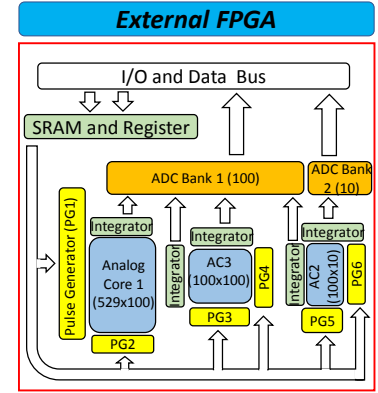 External FPGA
I/O and Data Bus
SRAM and Register
ADC Bank 1 (100)
ADC Bank
2 (10)
Pulse Generator (PG1)
Integrator
Analog
Core 1
(529x100)
PG2
Integrator
Integrator
AC3
(100x100)
PG4
PG3
Integrator
Integrator
AC2
(100x10)
PG6
PG5